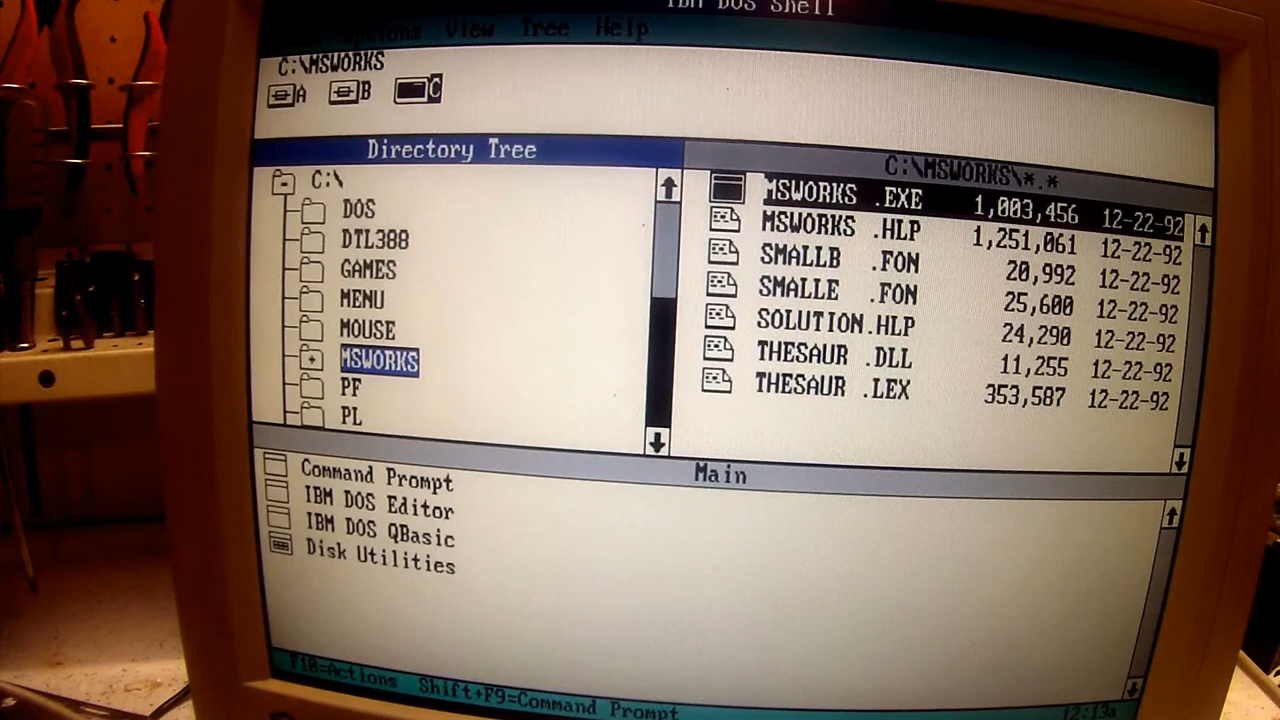 IBM DOS Shell
Options View Tree Help
C:\MSWORKS
A B C
Directory Tree
C:\
DOS
DTL388
GAMES
MENU
MOUSE
MSWORKS
PF
PL
C:\MSWORKS\*.*
MSWORKS .EXE 1,003,456 12-22-92
MSWORKS .HLP 1,251,061 12-22-92
SMALLB .FON 20,992 12-22-92
SMALLE .FON 25,600 12-22-92
SOLUTION.HLP 24,290 12-22-92
THESAUR .DLL 11,255 12-22-92
THESAUR .LEX 353,587 12-22-92
Main
Command Prompt
IBM DOS Editor
IBM DOS QBasic
Disk Utilities
F10=Actions Shift+F9=Command Prompt 12:13a